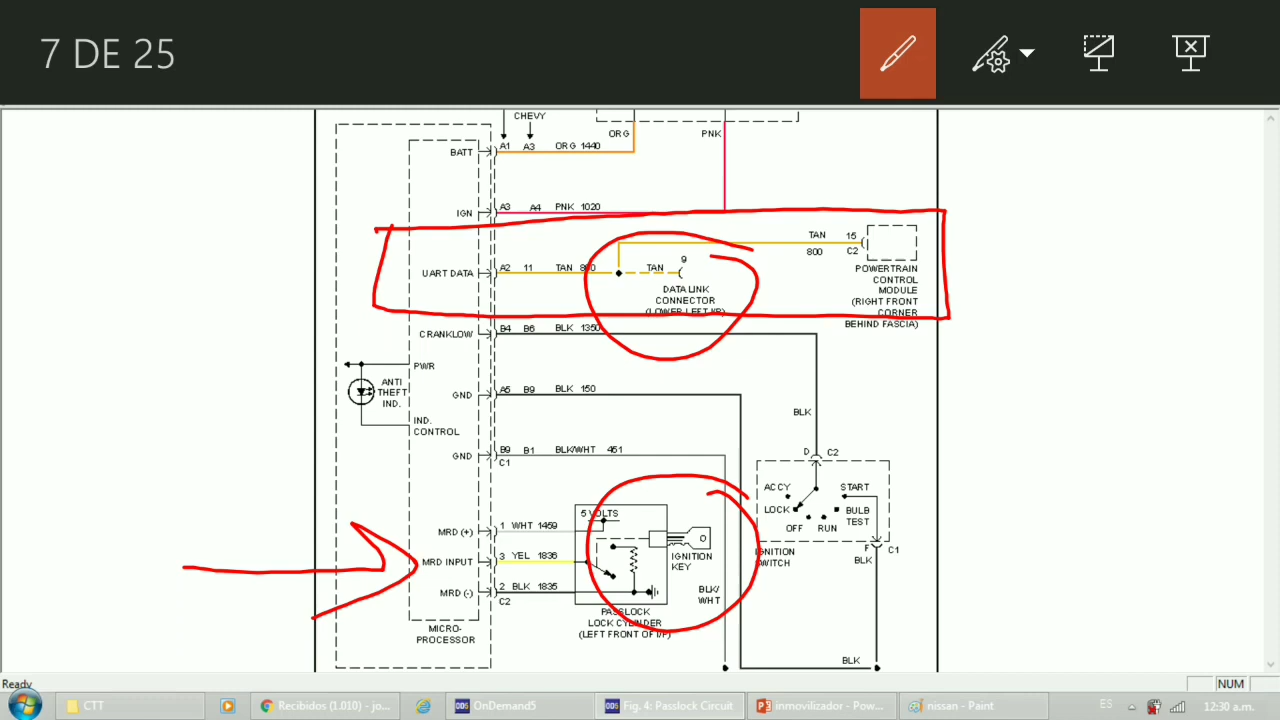 7 DE 25
CHEVY
ORG
PNK
BATT
A1 A3 ORG 1440
IGN
A3 A4 PNK 1020
TAN 15
800 C2
UART DATA
A2 11 TAN 800
TAN
9
DATA LINK
CONNECTOR
(LOWER LEFT I/P)
POWERTRAIN
CONTROL
MODULE
(RIGHT FRONT
CORNER
BEHIND FASCIA)
CRANKLOW
B4 B6 BLK 1350
PWR
ANTI
THEFT
IND.
GND
A5 B9 BLK 150
IND.
CONTROL
BLK
GND
B9 B1 BLK/WHT 451
C1
D C2
ACCY
START
LOCK
BULB
TEST
OFF
RUN
F C1
IGNITION
SWITCH
BLK
5 VOLTS
MRD (+)
1 WHT 1459
MRD INPUT
3 YEL 1836
MRD (-)
2 BLK 1835
C2
IGNITION
KEY
BLK/
WHT
PASSLOCK
LOCK CYLINDER
(LEFT FRONT OF I/P)
MICRO-
PROCESSOR
BLK
Ready
NUM
CTT
Recibidos (1.010) - jo...
OnDemand5
Fig. 4: Passlock Circuit
inmovilizador - Pow...
nissan - Paint
ES
12:30 a.m.